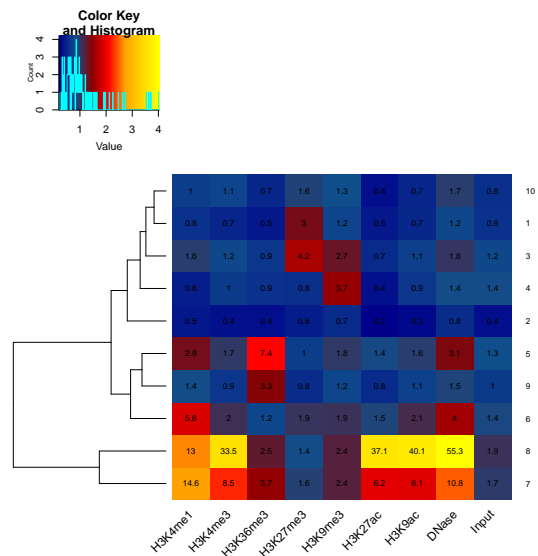 Color Key
and Histogram
Count
0 1 2 3 4
1 2 3 4
Value
1 1.1 0.7 1.6 1.3 0.4 0.7 1.7 0.8 10
0.8 0.7 0.5 3 1.2 0.5 0.7 1.2 0.9 1
1.6 1.2 0.9 4.2 2.7 0.7 1.1 1.8 1.2 3
1 0.9 0.8 3.7 0.4 0.9 1.4 1.4 4
0.5 0.4 0.4 0.6 0.7 0.8 0.4 2
2.9 1.7 7.4 1 1.8 1.4 1.6 3.1 1.3 5
1.4 0.9 3.3 0.8 1.2 0.8 1.1 1.5 1 9
5.8 2 1.2 1.9 1.9 1.5 2.1 4 1.4 6
13 33.5 2.5 1.4 2.4 37.1 40.1 55.3 1.9 8
14.6 8.5 3.7 1.6 2.4 6.2 6.1 10.8 1.7 7
H3K4me1 H3K4me3 H3K36me3 H3K27me3 H3K9me3 H3K27ac H3K9ac DNase Input